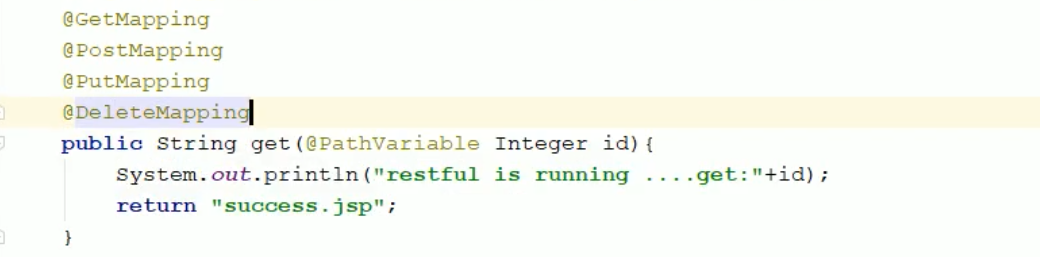 @GetMapping
@PostMapping
@PutMapping
@DeleteMapping
public String get(@PathVariable Integer id){
System.out.println("restful is running ....get:"+id);
return "success.jsp";
}